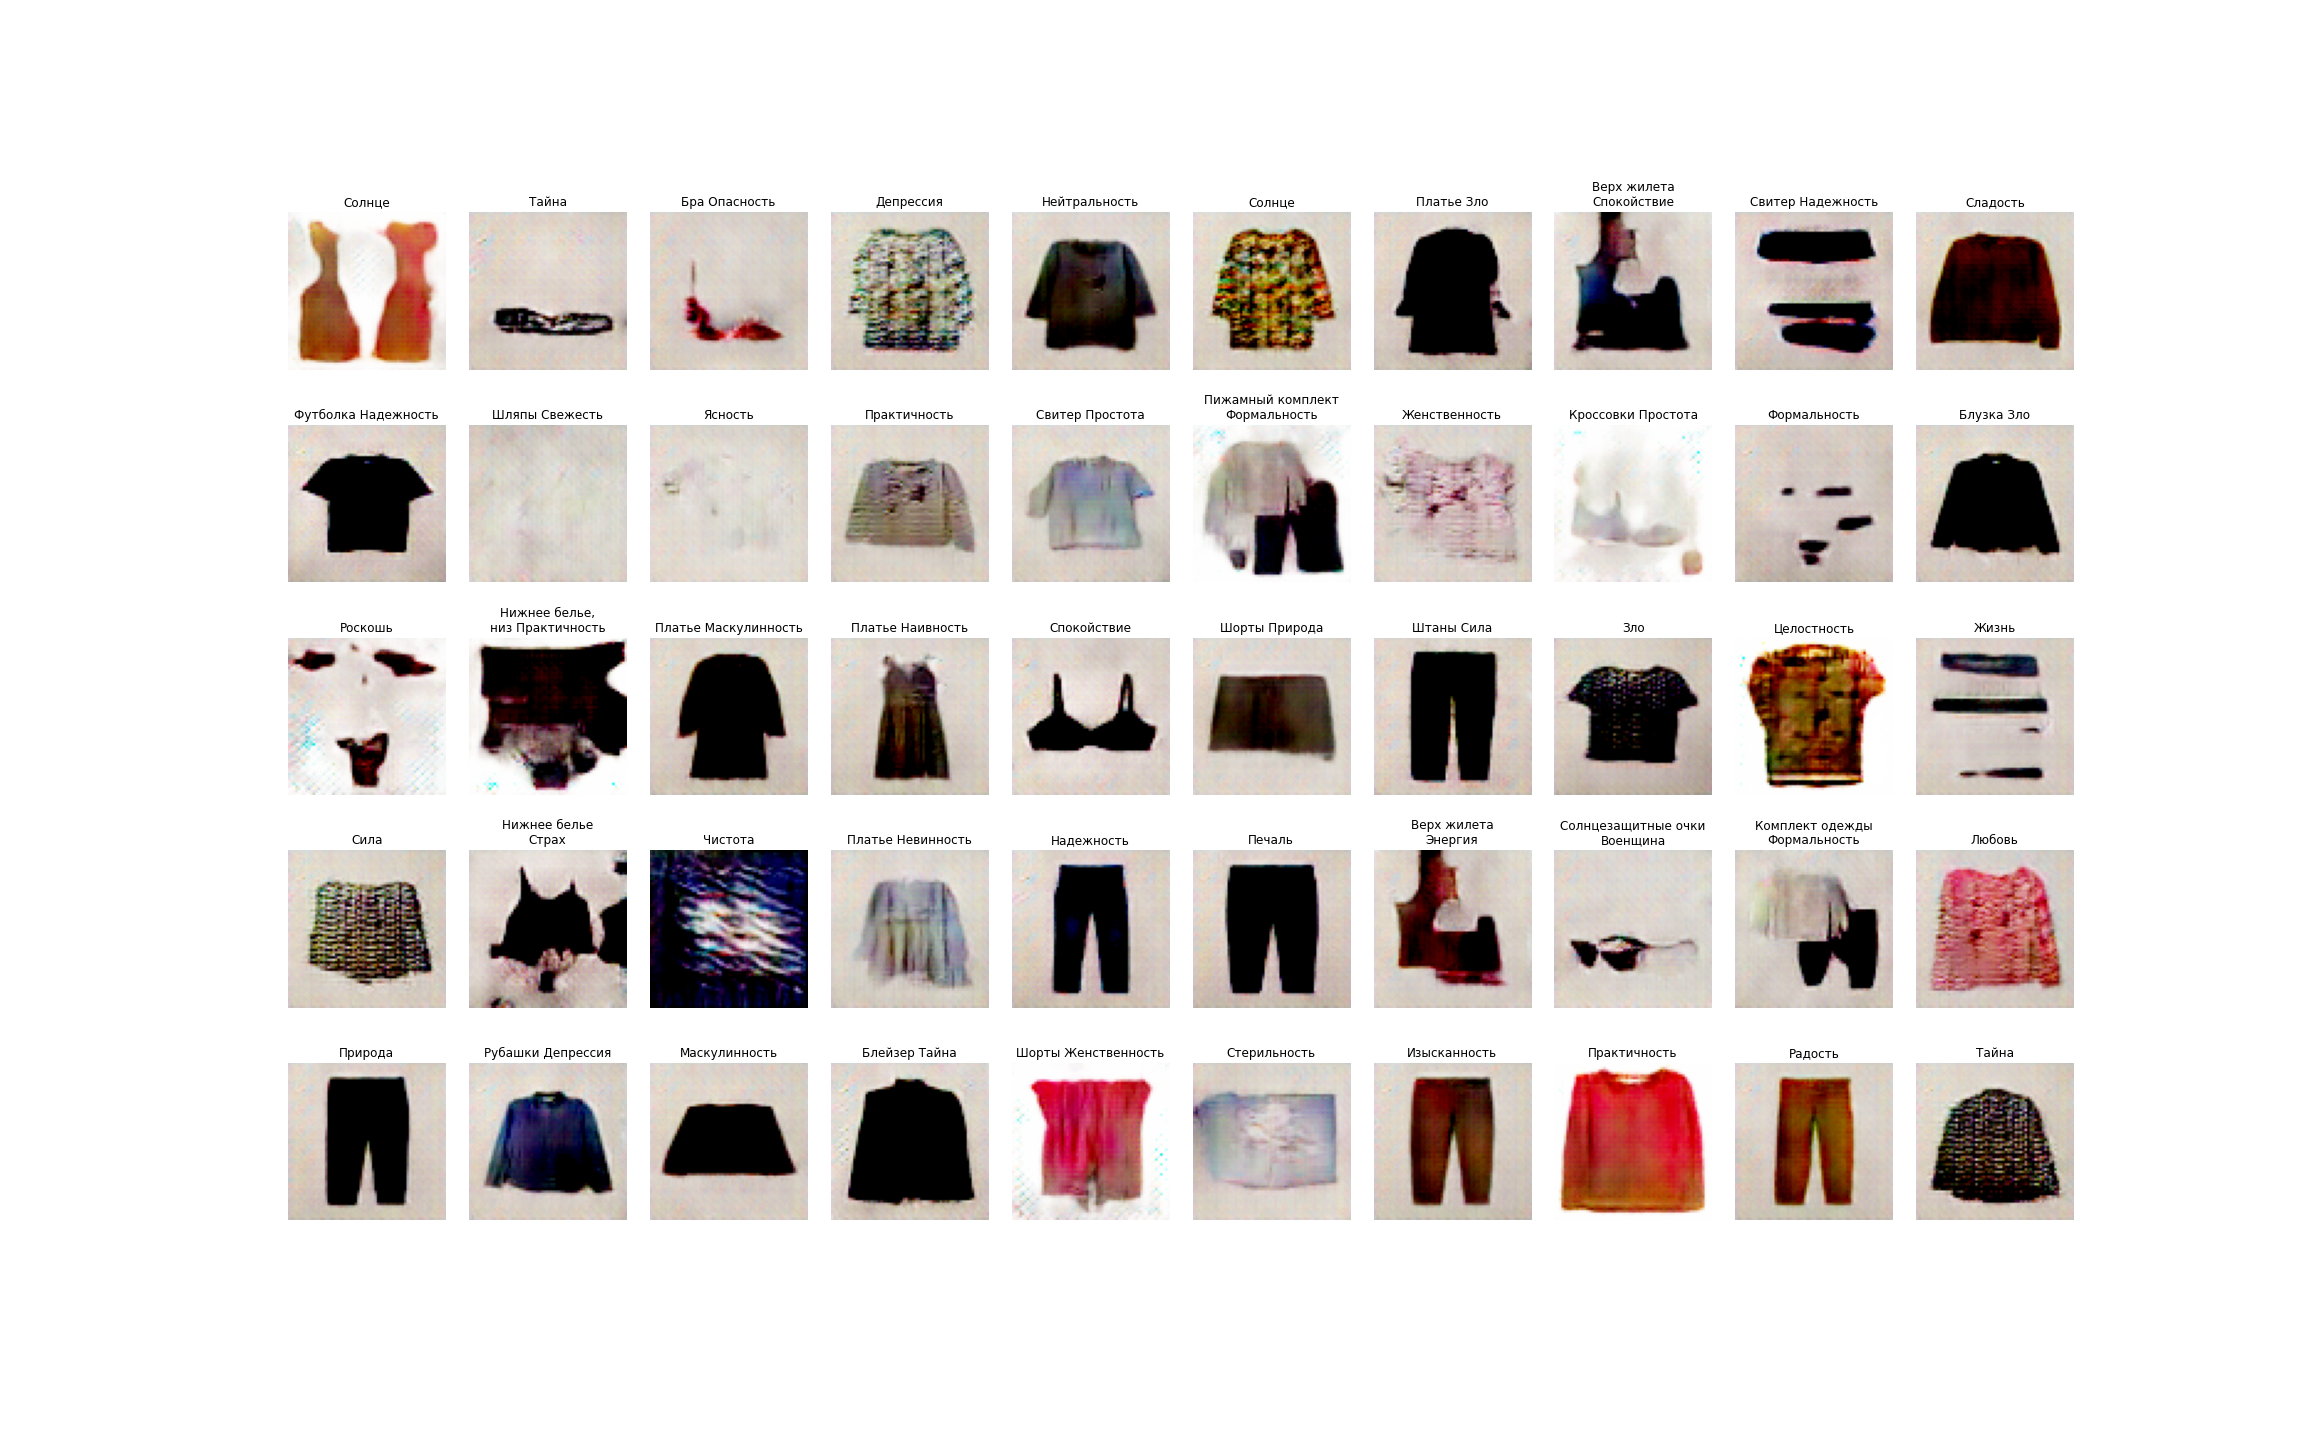 Солнце
Тайна
Бра Опасность
Депрессия
Нейтральность
Солнце
Платье Зло
Верх жилета
Спокойствие
Свитер Надежность
Сладость
Футболка Надежность
Шляпы Свежесть
Ясность
Практичность
Свитер Простота
Пижамный комплект
Формальность
Женственность
Кроссовки Простота
Формальность
Блузка Зло
Роскошь
Нижнее белье,
низ Практичность
Платье Маскулинность
Платье Наивность
Спокойствие
Шорты Природа
Штаны Сила
Зло
Целостность
Жизнь
Сила
Нижнее белье
Страх
Чистота
Платье Невинность
Надежность
Печаль
Верх жилета
Энергия
Солнцезащитные очки
Военщина
Комплект одежды
Формальность
Любовь
Природа
Рубашки Депрессия
Маскулинность
Блейзер Тайна
Шорты Женственность
Стерильность
Изысканность
Практичность
Радость
Тайна